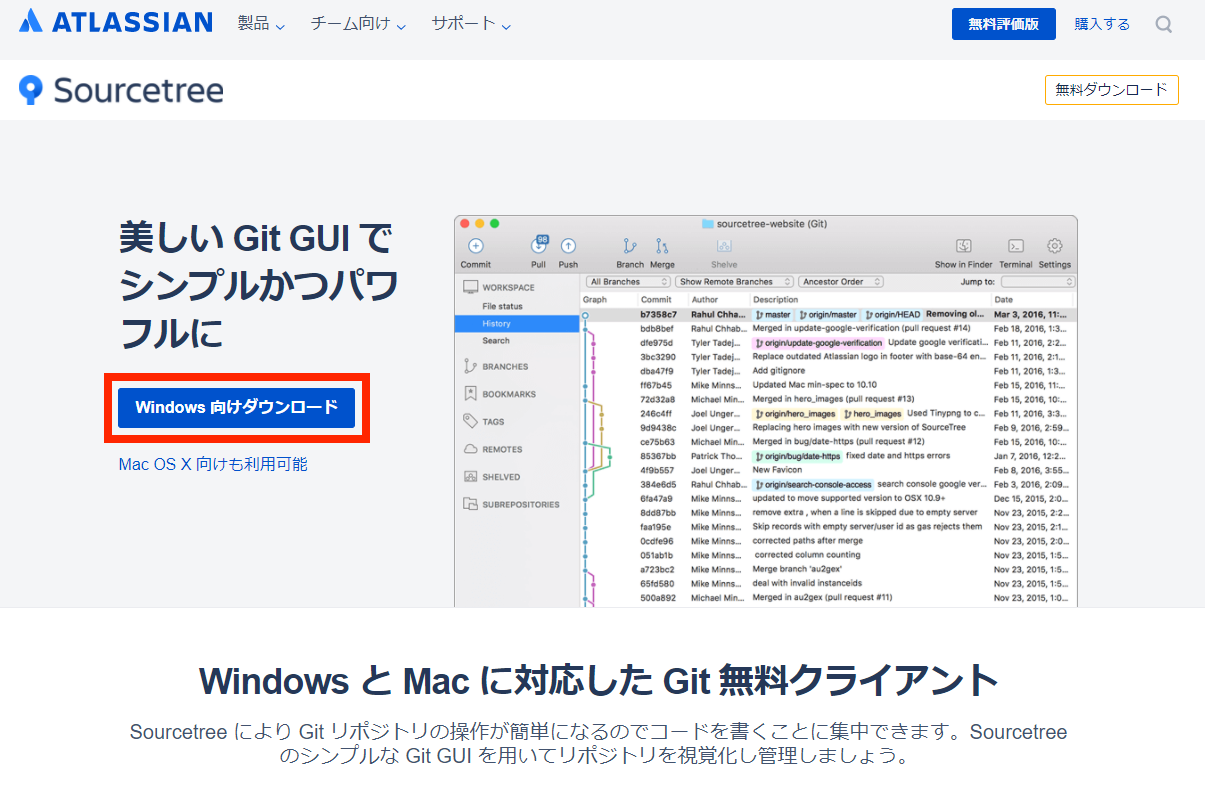 ATLASSIAN 製品 チーム向け サポート 無料評価版 購入する
Sourcetree 無料ダウンロード
美しい Git GUI で
シンプルかつパワ
フルに
Windows 向けダウンロード
Mac OS X 向けも利用可能
sourcetree-website (Git)
98
Commit Pull Push Branch Merge Shelve Show in Finder Terminal Settings
All Branches Show Remote Branches Ancestor Order Jump to:
WORKSPACE
File status
History
Search
BRANCHES
BOOKMARKS
TAGS
REMOTES
SHELVED
SUBREPOSITORIES
Graph Commit Author Description Date
b7358c7 Rahul Chha... master origin/master origin/HEAD Removing ol... Mar 3, 2016, 11:...
bdb8bef Rahul Chhab... Merged in update-google-verification (pull request #14) Feb 18, 2016, 1:3...
dfe975d Tyler Tadej... origin/update-google-verification Update google verificati... Feb 11, 2016, 2:2...
3bc3290 Tyler Tadej... Replace outdated Atlassian logo in footer with base-64 en... Feb 11, 2016, 2:1...
dba47f9 Tyler Tadej... Add gitignore Feb 11, 2016, 1:3...
ff67b45 Mike Minns... Updated Mac min-spec to 10.10 Feb 15, 2016, 11:...
72d32a8 Michael Min... Merged in hero_images (pull request #13) Feb 15, 2016, 10:...
246c4ff Joel Unger... origin/hero_images hero_images Used Tinypng to c... Feb 11, 2016, 3:3...
9d9438c Joel Unger... Replacing hero images with new version of SourceTree Feb 9, 2016, 2:59...
ce75b63 Michael Min... Merged in bug/date-https (pull request #12) Feb 15, 2016, 10:...
85367bb Patrick Tho... origin/bug/date-https fixed date and https errors Jan 7, 2016, 12:2...
4f9b557 Joel Unger... New Favicon Feb 8, 2016, 3:55...
384e6d5 Rahul Chhab... origin/search-console-access search console google ver... Feb 3, 2016, 2:09...
6fa47a9 Mike Minns... updated to move supported version to OSX 10.9+ Dec 15, 2015, 2:0...
8dd87bb Mike Minns... remove extra , when a line is skipped due to empty server Nov 23, 2015, 2:2...
faa195e Mike Minns... Skip records with empty server/user id as gas rejects them Nov 23, 2015, 2:1...
0cdfe96 Mike Minns... corrected paths after merge Nov 23, 2015, 2:0...
051ab1b Mike Minns... corrected column counting Nov 23, 2015, 1:5...
a723bc2 Mike Minns... Merge branch 'au2gex' Nov 23, 2015, 1:5...
65fd580 Mike Minns... deal with invalid instanceids Nov 23, 2015, 1:5...
500a892 Michael Min... Merged in au2gex (pull request #11) Nov 23, 2015, 1:0...
Windows と Mac に対応した Git 無料クライアント
Sourcetree により Git リポジトリの操作が簡単になるのでコードを書くことに集中できます。Sourcetree
のシンプルな Git GUI を用いてリポジトリを視覚化し管理しましょう。